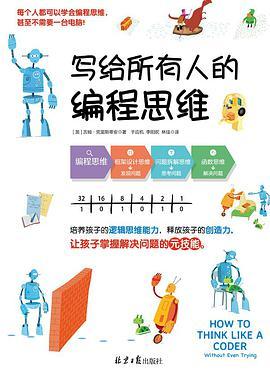 每个人都可以学会编程思维,
甚至不需要一台电脑!
写给所有人的
编程思维
[英] 吉姆·克里斯蒂安 著 于应机, 李昭妮, 林佳 译
编程思维
框架设计思维
发现问题
问题拆解思维
思考问题
函数思维
解决问题
32 16 8 4 2 1
1 0 1 0 1 0
培养孩子的逻辑思维能力, 释放孩子的创造力,
让孩子掌握解决问题的元技能。
HOW TO
THINK LIKE A
CODER
Without Even Trying
北京日报出版社